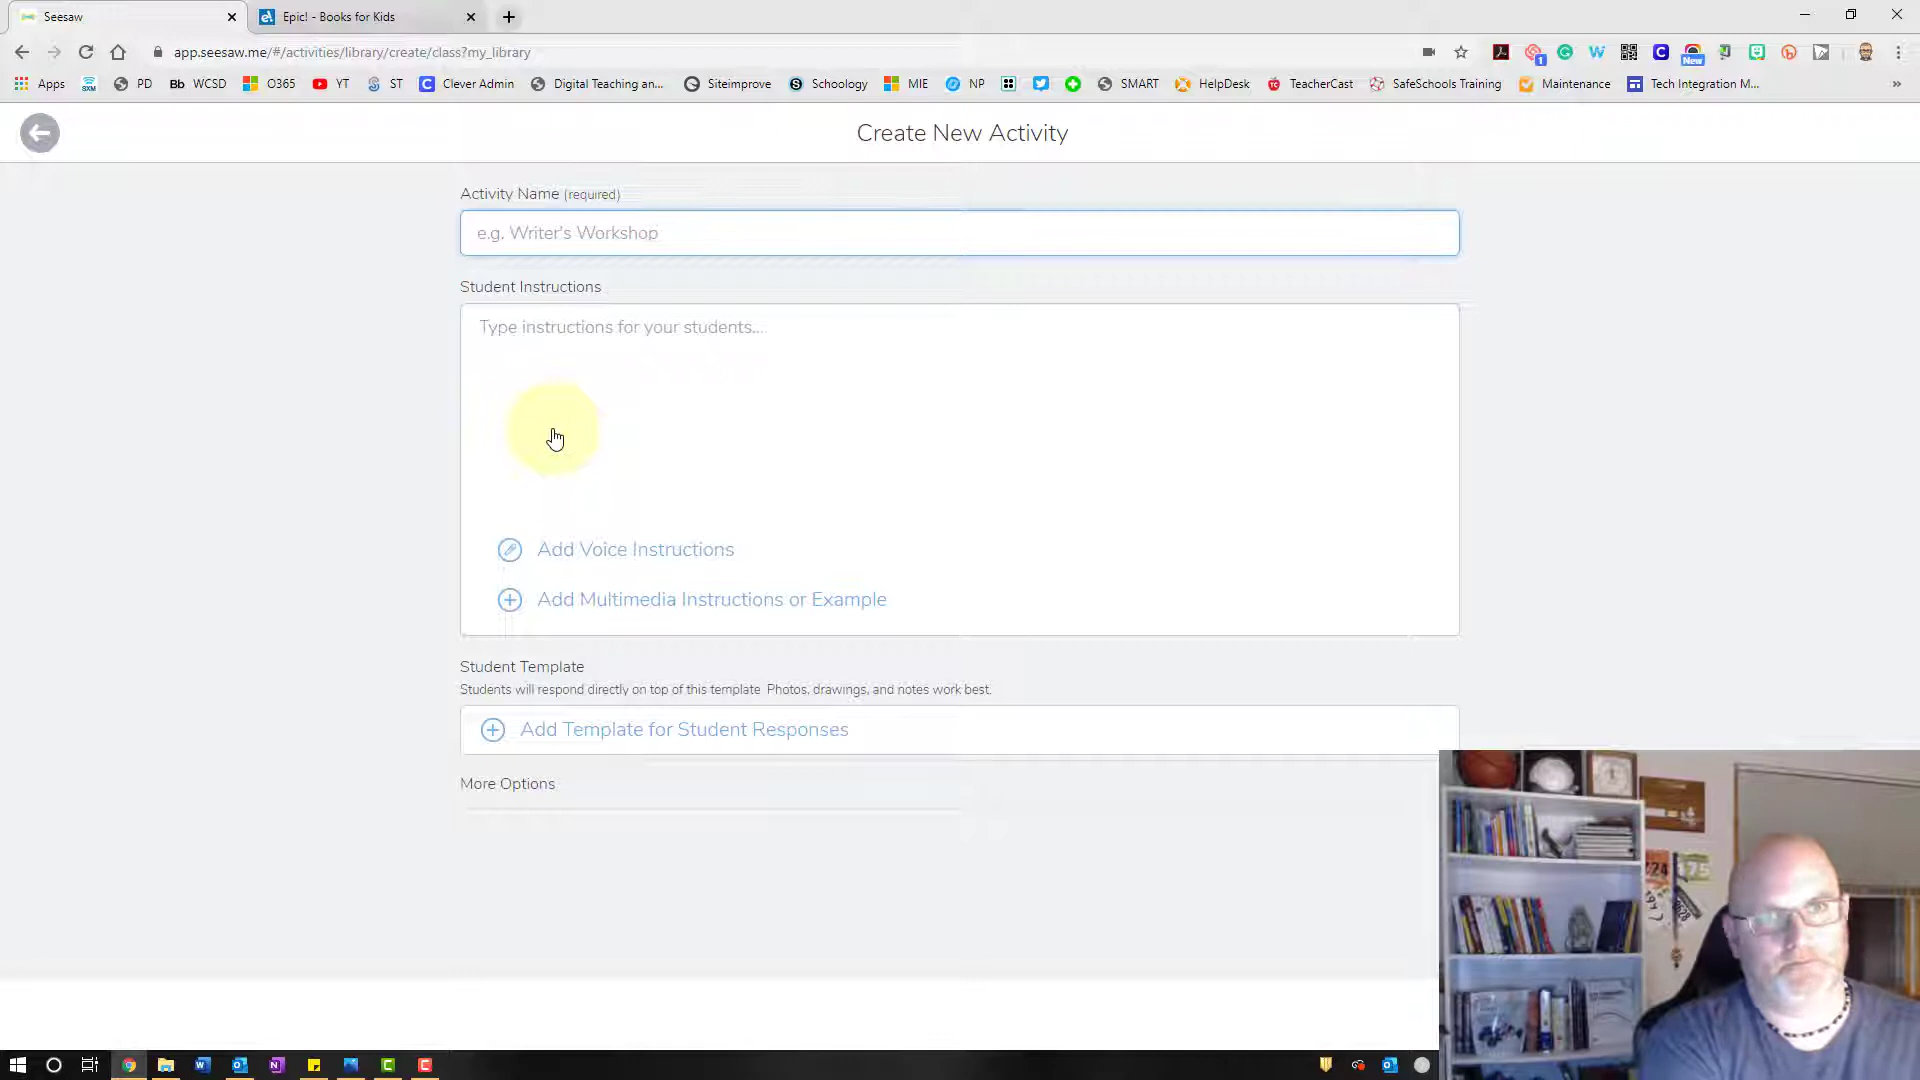 Seesaw
Epic! - Books for Kids
app.seesaw.me/#/activities/library/create/class?my_library
1
New
Apps
PD
Bb WCSD
O365
YT
ST
Clever Admin
Digital Teaching an...
Siteimprove
Schoology
MIE
NP
SMART
HelpDesk
TeacherCast
SafeSchools Training
Maintenance
Tech Integration M...
»
Create New Activity
Activity Name (required)
e.g. Writer's Workshop
Student Instructions
Type instructions for your students....
Add Voice Instructions
Add Multimedia Instructions or Example
Student Template
Students will respond directly on top of this template. Photos, drawings, and notes work best.
Add Template for Student Responses
More Options